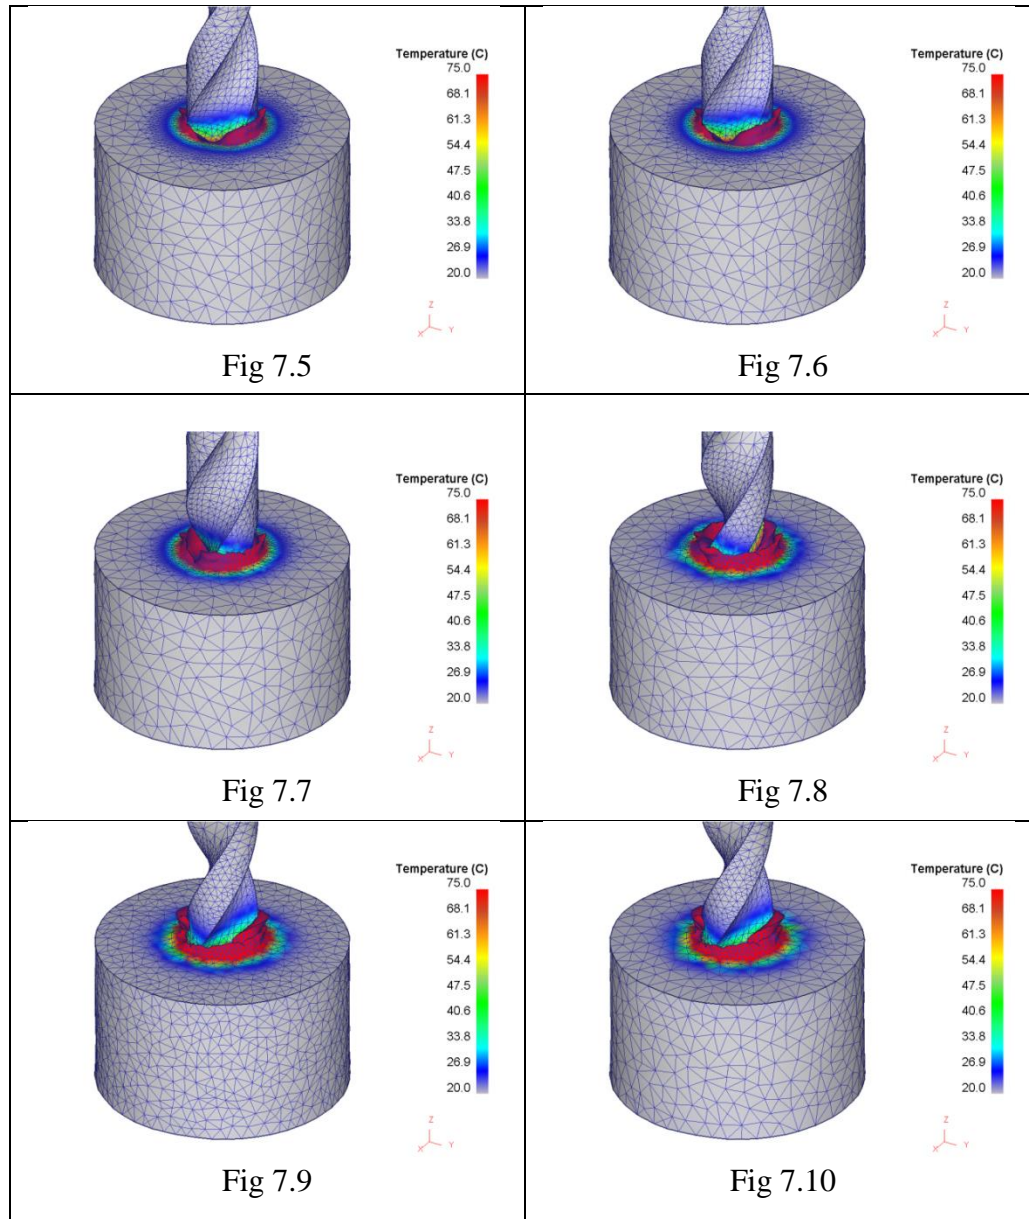 Temperature (C)
75.0
68.1
61.3
54.4
47.5
40.6
33.8
26.9
20.0
Z
X Y
Fig 7.5
Temperature (C)
75.0
68.1
61.3
54.4
47.5
40.6
33.8
26.9
20.0
Z
X Y
Fig 7.6
Temperature (C)
75.0
68.1
61.3
54.4
47.5
40.6
33.8
26.9
20.0
Z
X Y
Fig 7.7
Temperature (C)
75.0
68.1
61.3
54.4
47.5
40.6
33.8
26.9
20.0
Z
X Y
Fig 7.8
Temperature (C)
75.0
68.1
61.3
54.4
47.5
40.6
33.8
26.9
20.0
Z
X Y
Fig 7.9
Temperature (C)
75.0
68.1
61.3
54.4
47.5
40.6
33.8
26.9
20.0
Z
X Y
Fig 7.10